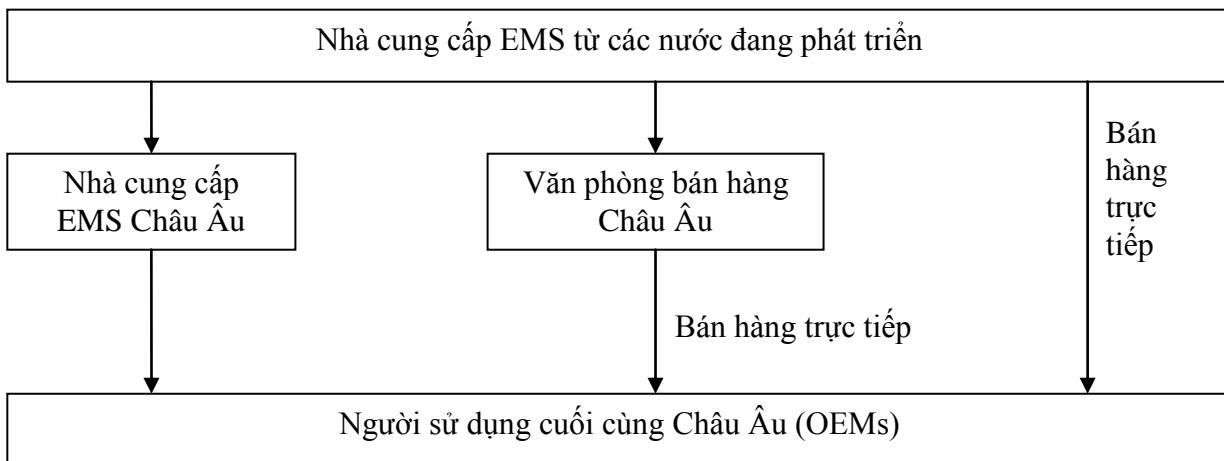 Nhà cung cấp EMS từ các nước đang phát triển
Nhà cung cấp
EMS Châu Âu
Văn phòng bán hàng
Châu Âu
Bán
hàng
trực
tiếp
Bán hàng trực tiếp
Người sử dụng cuối cùng Châu Âu (OEMs)